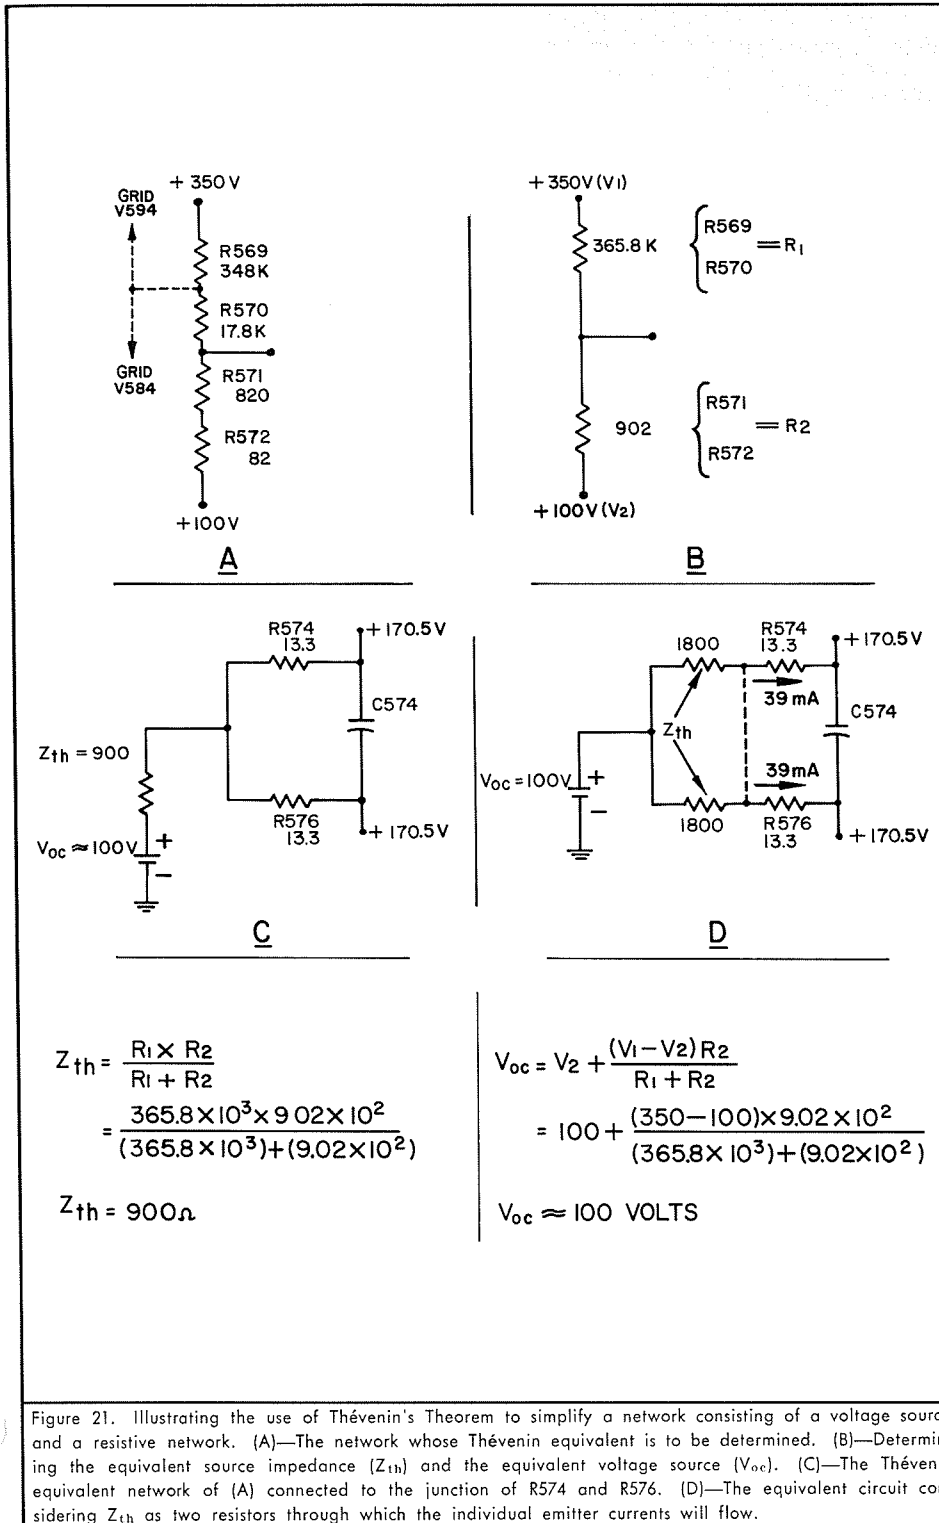 + 350 V
GRID
V594
R569
348K
R570
17.8K
GRID
V584
R571
820
R572
82
+100V
A
+350V (V1)
365.8 K
R569
R570
= R1
902
R571
R572
= R2
+100V (V2)
B
R574
13.3
+170.5V
C574
Zth = 900
R576
13.3
+170.5V
Voc ≈ 100V
+
−
C
1800
R574
13.3
+170.5V
39 mA
C574
Zth
Voc = 100V
+
−
39mA
1800
R576
13.3
+170.5V
D
Zth = R1 × R2 / R1 + R2
= 365.8 × 10³ × 9 02 × 10² / (365.8 × 10³) + (9.02 × 10²)
Zth = 900Ω
Voc = V2 + (V1 − V2) R2 / R1 + R2
= 100 + (350 − 100) × 9.02 × 10² / (365.8 × 10³) + (9.02 × 10²)
Voc ≈ 100 VOLTS
Figure 21. Illustrating the use of Thévenin's Theorem to simplify a network consisting of a voltage sourc
and a resistive network. (A)—The network whose Thévenin equivalent is to be determined. (B)—Determin
ing the equivalent source impedance (Zth) and the equivalent voltage source (Voc). (C)—The Théven
equivalent network of (A) connected to the junction of R574 and R576. (D)—The equivalent circuit con
sidering Zth as two resistors through which the individual emitter currents will flow.